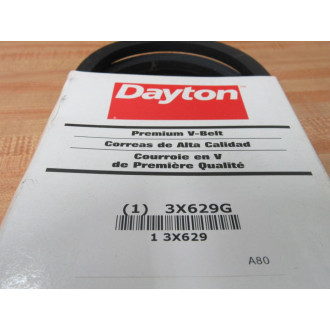 Dayton
Premium V-Belt
Correas de Alta Calidad
Courroie en V
de Première Qualité
(1) 3X629G
1 3X629
A80